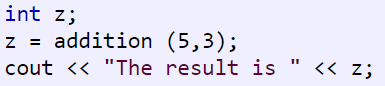 int z;
z = addition (5,3);
cout << "The result is " << z;